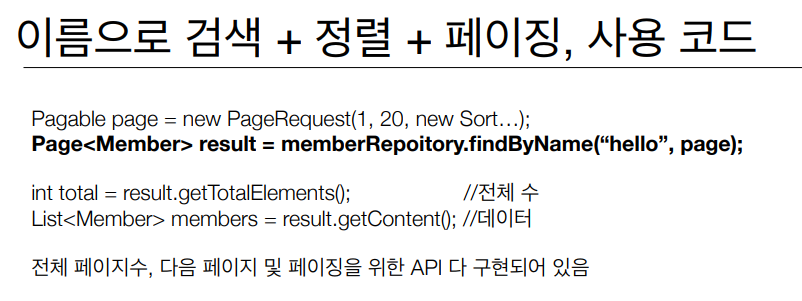 이름으로 검색 + 정렬 + 페이징, 사용 코드
Pagable page = new PageRequest(1, 20, new Sort…);
Page<Member> result = memberRepoitory.findByName(“hello”, page);
int total = result.getTotalElements(); //전체 수
List<Member> members = result.getContent(); //데이터
전체 페이지수, 다음 페이지 및 페이징을 위한 API 다 구현되어 있음